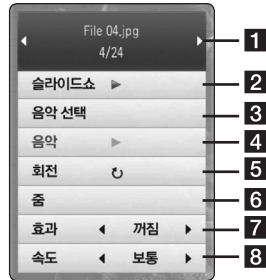 File 04.jpg
4/24
1
슬라이드쇼 ▶ 2
음악 선택 3
음악 ▶ 4
회전 ↻ 5
줌 6
효과 ◀ 꺼짐 ▶ 7
속도 ◀ 보통 ▶ 8